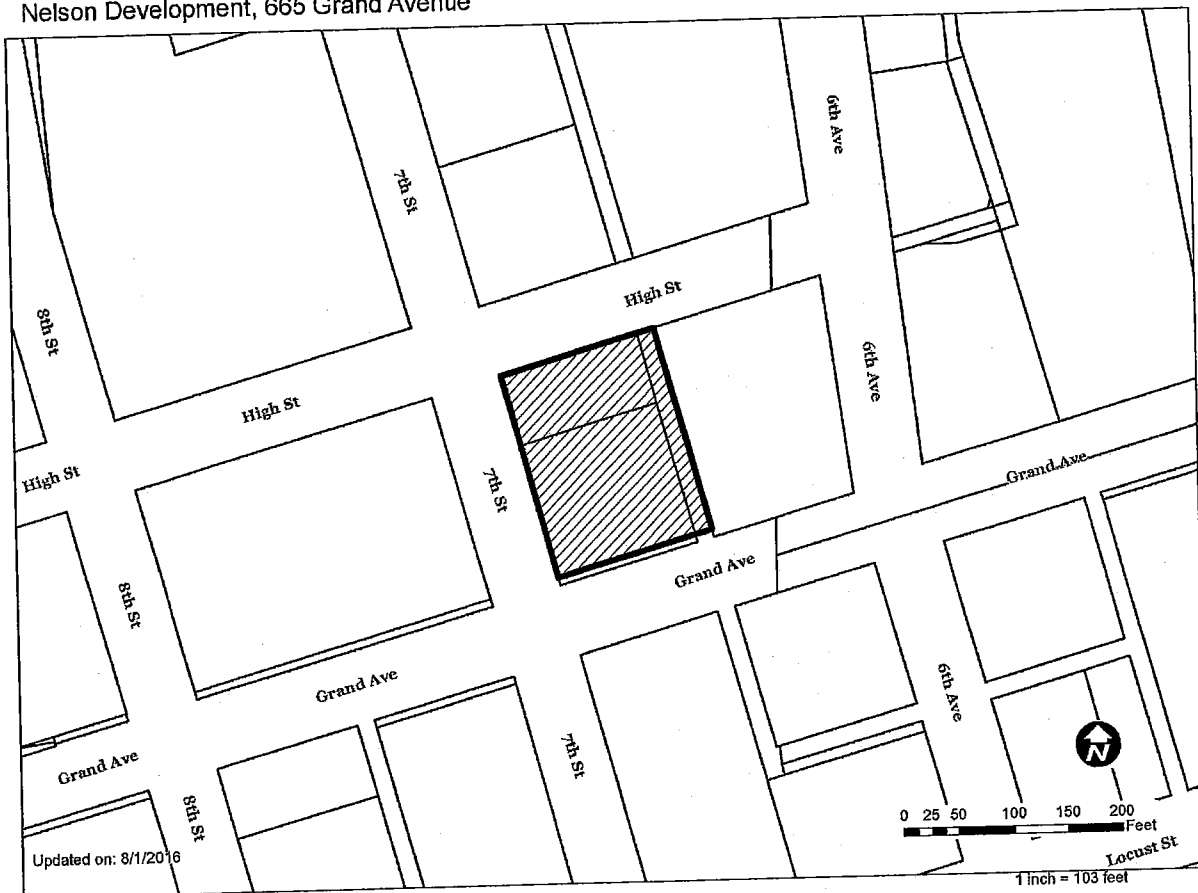 Nelson Development, 665 Grand Avenue
6th Ave
7th St
High St
8th St
6th Ave
High St
High St
7th St
Grand Ave
Grand Ave
8th St
Grand Ave
6th Ave
Grand Ave
7th St
N
8th St
0 25 50 100 150 200
Feet
Updated on: 8/1/2016
Locust St
1 inch = 103 feet